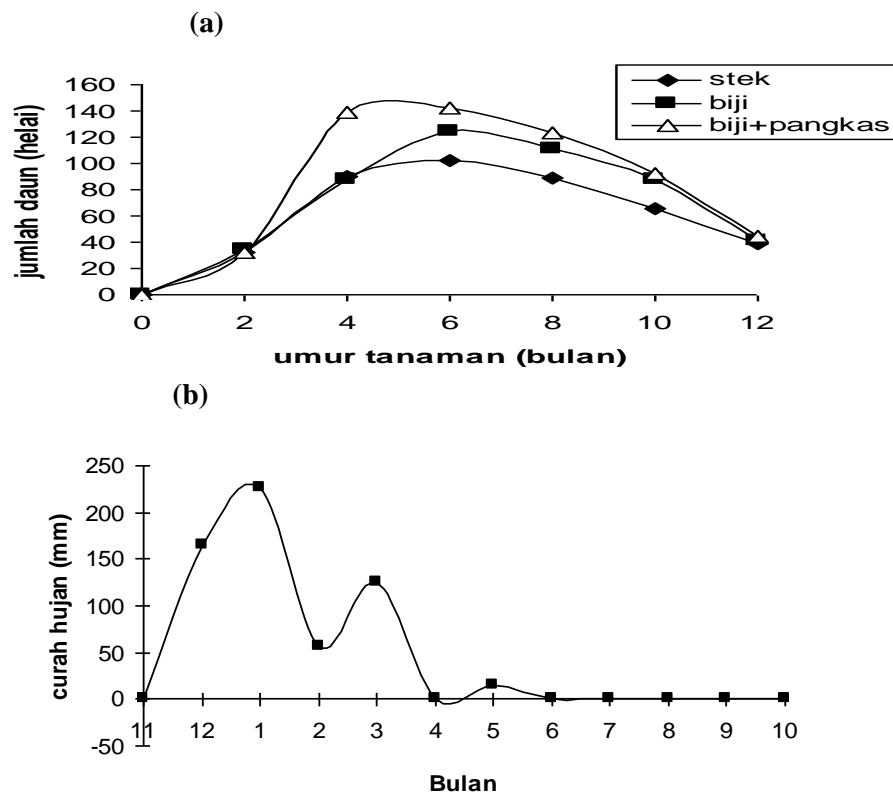 (a)
jumlah daun (helai)
160
140
120
100
80
60
40
20
0
stek
biji
biji+pangkas
0 2 4 6 8 10 12
umur tanaman (bulan)
(b)
curah hujan (mm)
250
200
150
100
50
0
-50
11 12 1 2 3 4 5 6 7 8 9 10
Bulan